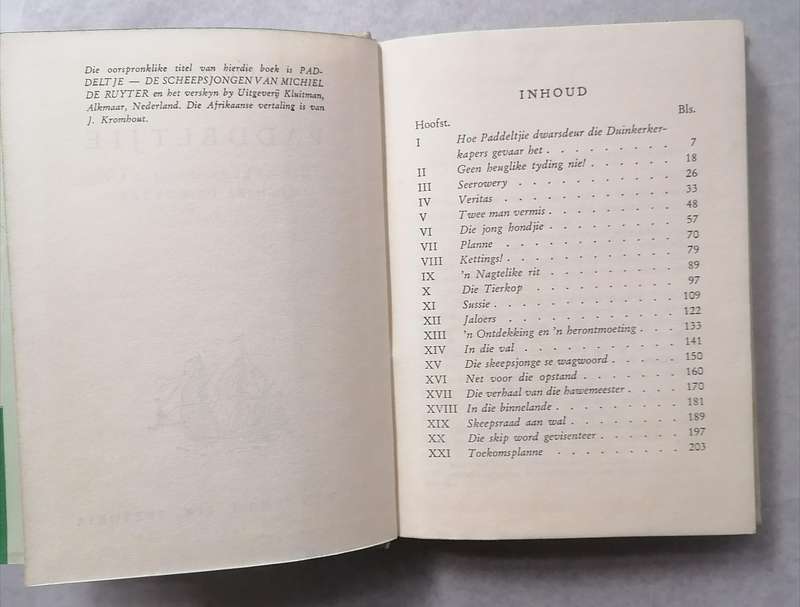 Die oorspronklike titel van hierdie boek is PAD-
DELTJE — DE SCHEEPSJONGEN VAN MICHIEL
DE RUYTER en het verskyn by Uitgeverij Kluitman,
Alkmaar, Nederland. Die Afrikaanse vertaling is van
J. Kromhout.
INHOUD
Hoofst. Bls.
I Hoe Paddeltjie dwarsdeur die Duinkerker-
kapers gevaar het . . . . . . . . . 7
II Geen heuglike tyding nie! . . . . . . 18
III Seerowery . . . . . . . . . . . 26
IV Veritas . . . . . . . . . . . . 33
V Twee man vermis . . . . . . . . . 48
VI Die jong hondjie . . . . . . . . . 57
VII Planne . . . . . . . . . . . . 70
VIII Kettings! . . . . . . . . . . . . 79
IX 'n Nagtelike rit . . . . . . . . . 89
X Die Tierkop . . . . . . . . . . 97
XI Sussie . . . . . . . . . . . . . 109
XII Jaloers . . . . . . . . . . . . 122
XIII 'n Ontdekking en 'n herontmoeting . . . 133
XIV In die val . . . . . . . . . . . 141
XV Die skeepsjonge se wagwoord . . . . . 150
XVI Net voor die opstand . . . . . . . 160
XVII Die verhaal van die hawemeester . . . . 170
XVIII In die binnelande . . . . . . . . . 181
XIX Skeepsraad aan wal . . . . . . . . 189
XX Die skip word gevisenteer . . . . . . 197
XXI Toekomsplanne . . . . . . . . . 203